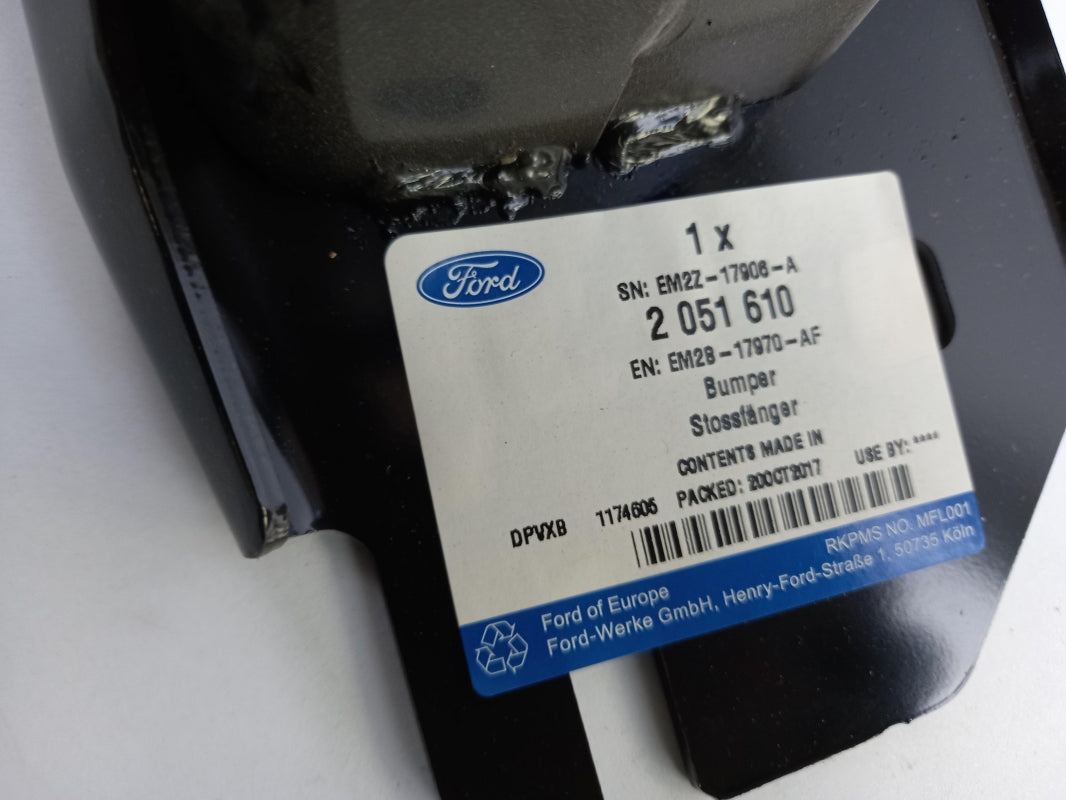 Ford
1 x
SN: EM2Z-17906-A
2 051 610
EN: EM2B-17970-AF
Bumper
Stossfänger
CONTENTS MADE IN
DPVXB 1174605 PACKED: 20OCT2017 USE BY: ****
RKPMS NO. MFL001
Ford of Europe
Ford-Werke GmbH, Henry-Ford-Straße 1, 50735 Köln